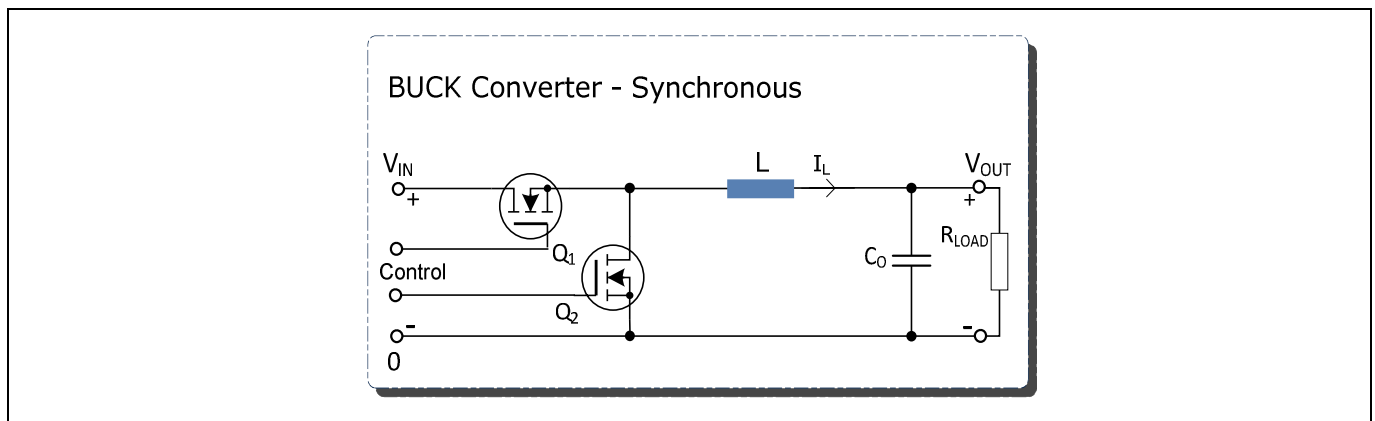 BUCK Converter - Synchronous
V_IN
+
L
I_L
V_OUT
+
Q_1
Control
C_O
R_LOAD
Q_2
-
0
-